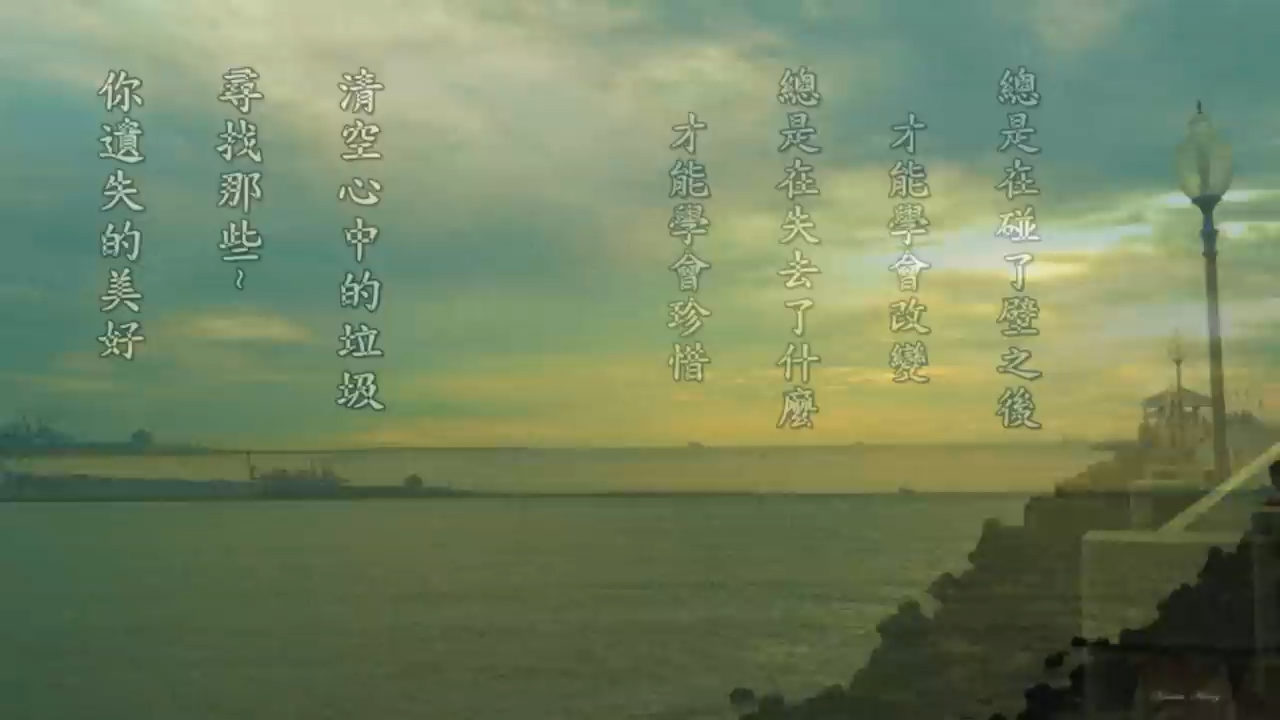 總是在碰了壁之後
才能學會改變
總是在失去了什麼
才能學會珍惜
清空心中的垃圾
尋找那些~
你遺失的美好